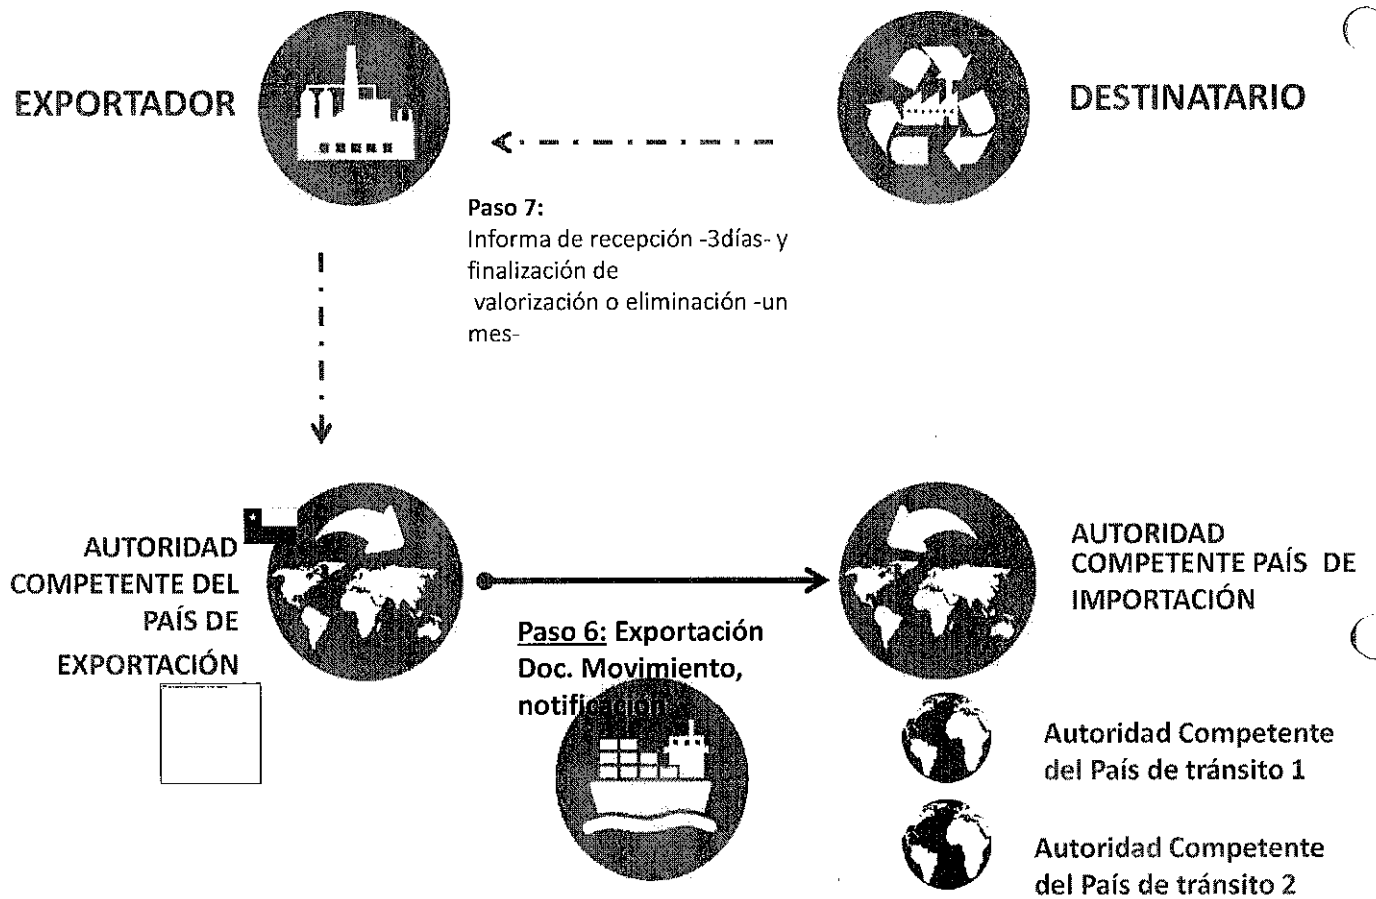 EXPORTADOR
DESTINATARIO
Paso 7:
Informa de recepción -3días- y
finalización de
valorización o eliminación -un
mes-
AUTORIDAD
COMPETENTE DEL
PAÍS DE
EXPORTACIÓN
AUTORIDAD
COMPETENTE PAÍS DE
IMPORTACIÓN
Paso 6: Exportación
Doc. Movimiento,
notificación
Autoridad Competente
del País de tránsito 1
Autoridad Competente
del País de tránsito 2